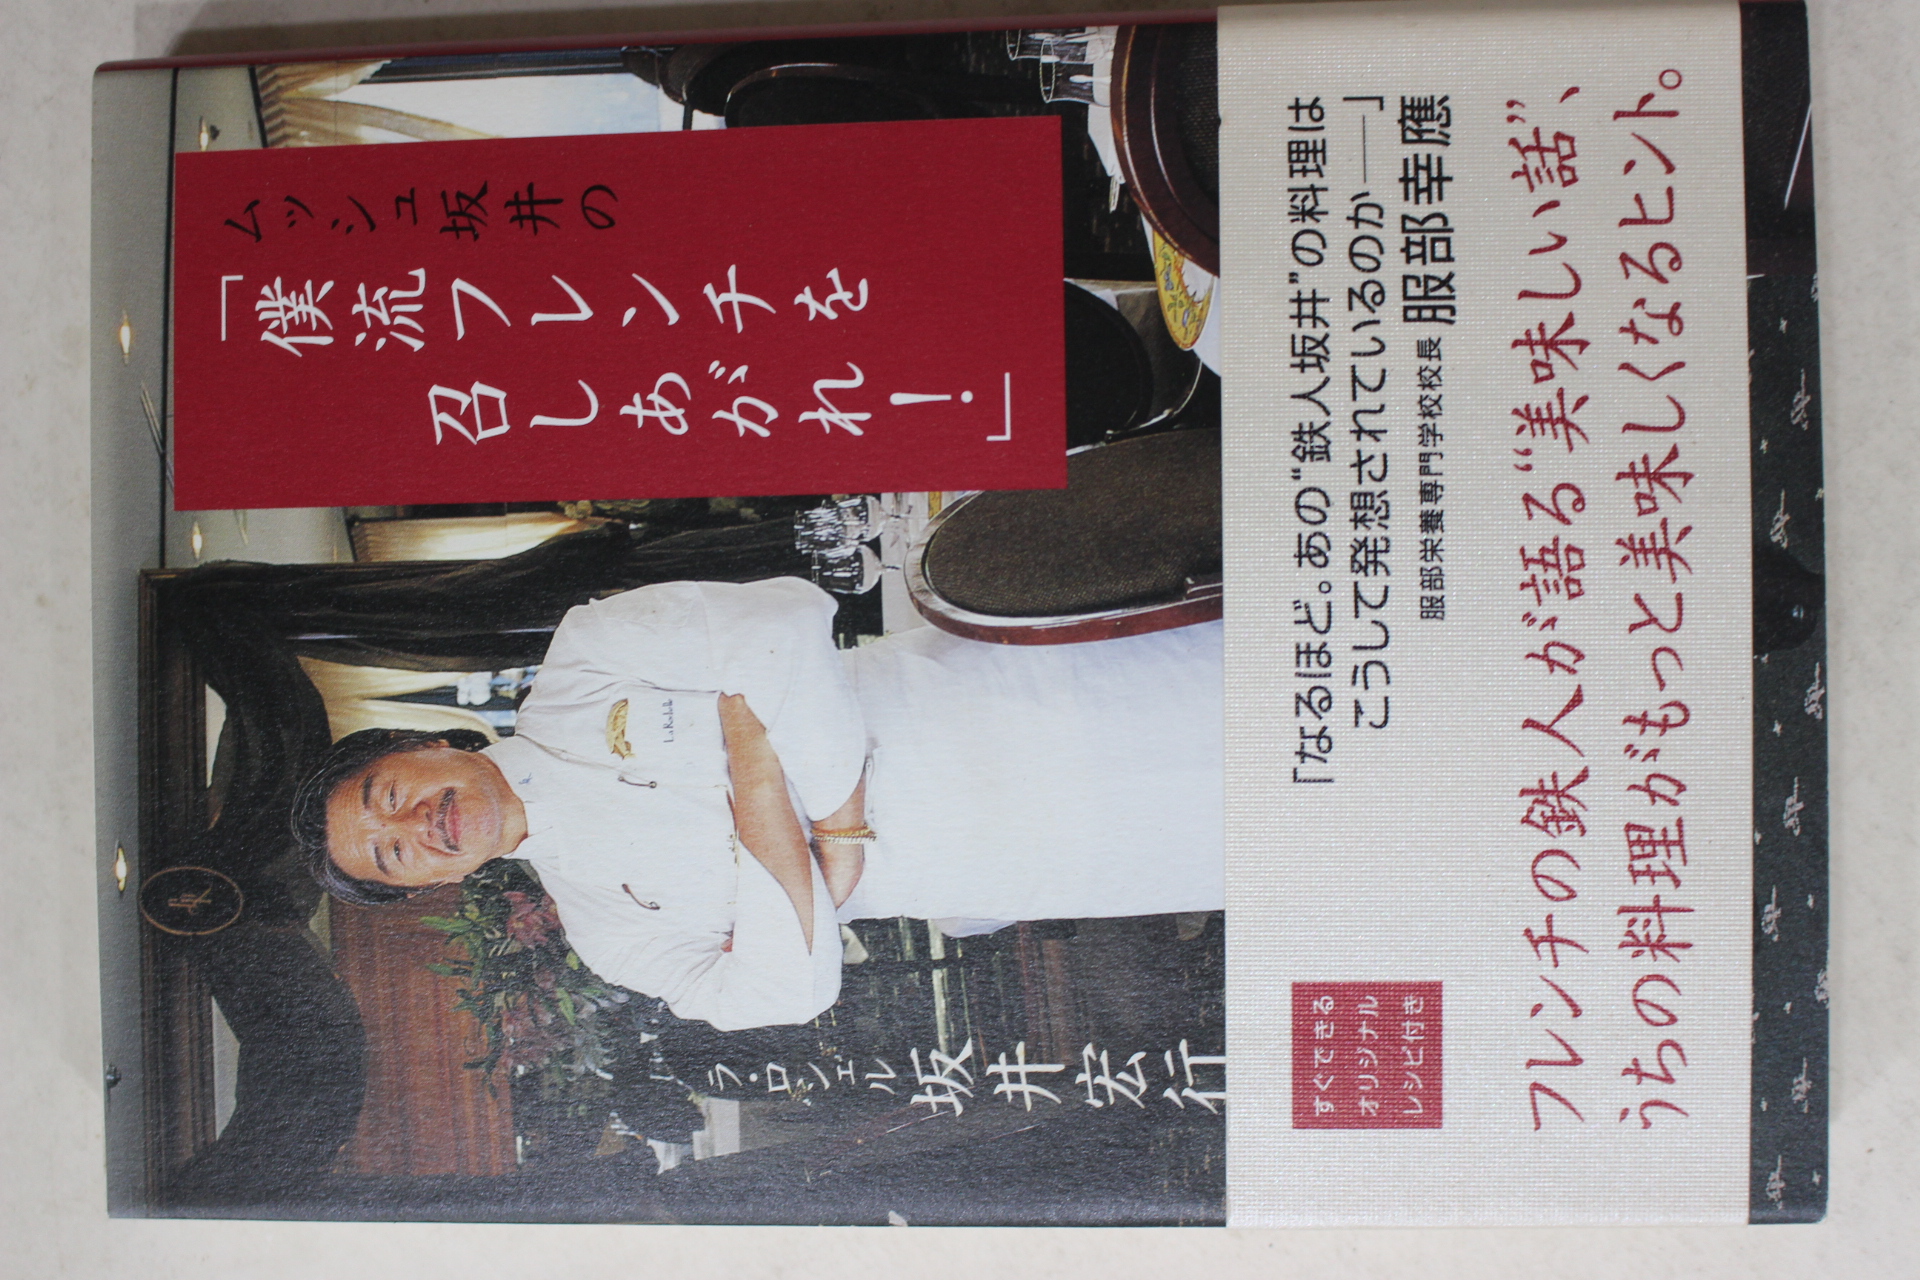 ムッシュ坂井の
「僕流フレンチを
召しあがれ!」
La Rochelle
ラ・ロシェル
坂井宏行
「なるほど。あの“鉄人坂井”の料理は
こうして発想されているのか──」
服部栄養専門学校校長 服部幸應
すぐできる
オリジナル
レシピ付き
フレンチの鉄人が語る“美味しい話”、
うちの料理がもっと美味しくなるヒント。